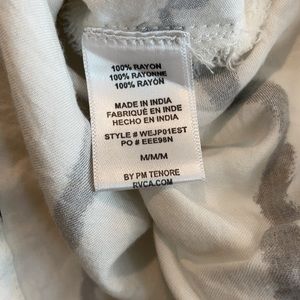 100% RAYON
100% RAYONNE
100% RAYON
MADE IN INDIA
FABRIQUÉ EN INDE
HECHO EN INDIA
STYLE # WEJP01EST
PO # EEE98N
M/M/M
BY PM TENORE
RVCA.COM